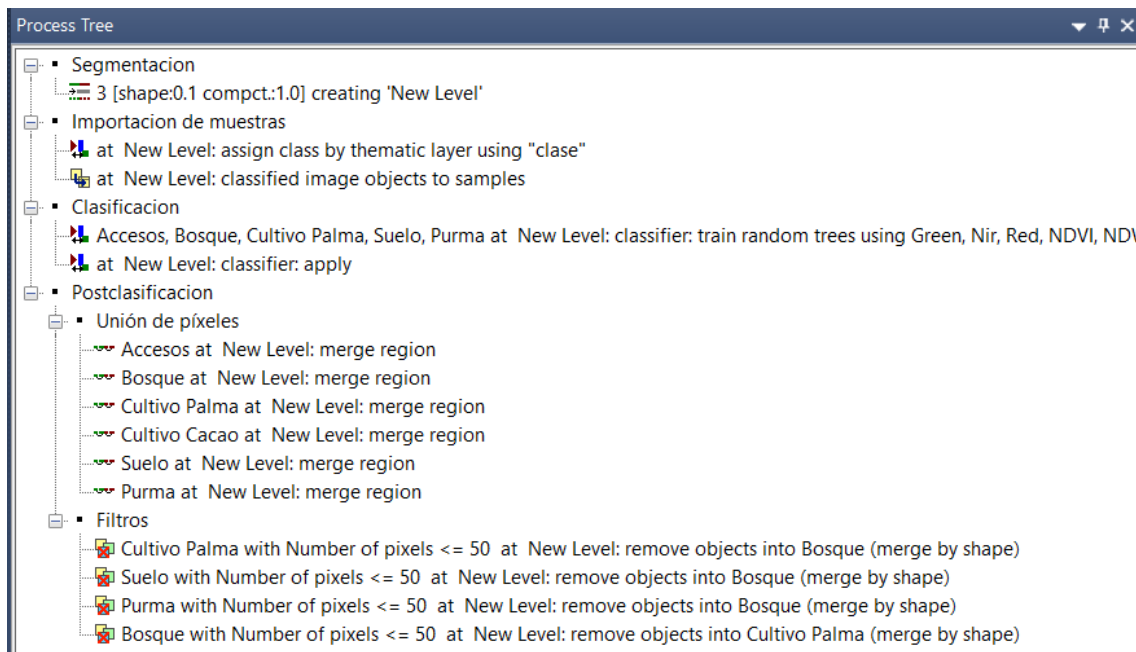 Process Tree
Segmentacion
3 [shape:0.1 compct.:1.0] creating 'New Level'
Importacion de muestras
at New Level: assign class by thematic layer using "clase"
at New Level: classified image objects to samples
Clasificacion
Accesos, Bosque, Cultivo Palma, Suelo, Purma at New Level: classifier: train random trees using Green, Nir, Red, NDVI,
at New Level: classifier: apply
Postclasificacion
Unión de píxeles
Accesos at New Level: merge region
Bosque at New Level: merge region
Cultivo Palma at New Level: merge region
Cultivo Cacao at New Level: merge region
Suelo at New Level: merge region
Purma at New Level: merge region
Filtros
Cultivo Palma with Number of pixels <= 50 at New Level: remove objects into Bosque (merge by shape)
Suelo with Number of pixels <= 50 at New Level: remove objects into Bosque (merge by shape)
Purma with Number of pixels <= 50 at New Level: remove objects into Bosque (merge by shape)
Bosque with Number of pixels <= 50 at New Level: remove objects into Cultivo Palma (merge by shape)